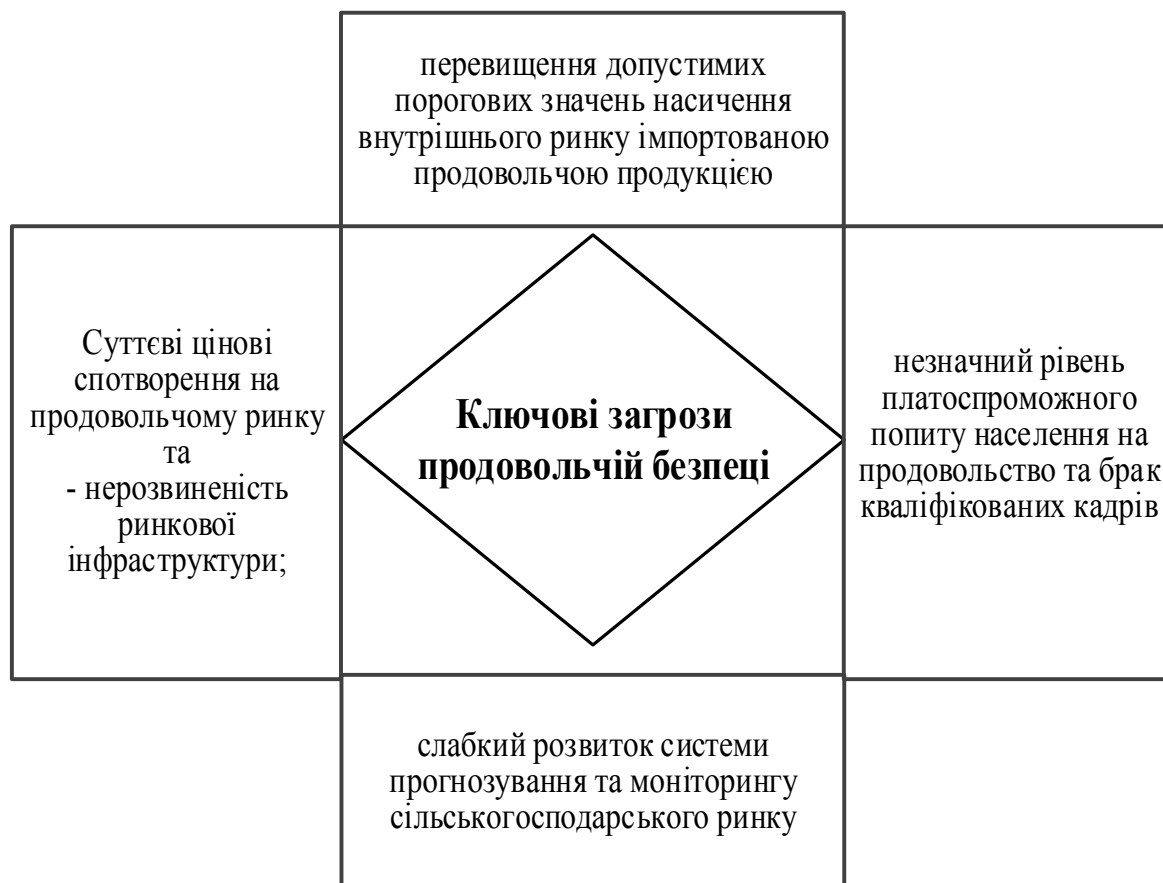 перевищення допустимих
порогових значень насичення
внутрішнього ринку імпортованою
продовольчою продукцією
Суттєві цінові
спотворення на
продовольчому ринку
та
- нерозвиненість
ринкової
інфраструктури;
Ключові загрози
продовольчій безпеці
незначний рівень
платоспроможного
попиту населення на
продовольство та брак
кваліфікованих кадрів
слабкий розвиток системи
прогнозування та моніторингу
сільськогосподарського ринку